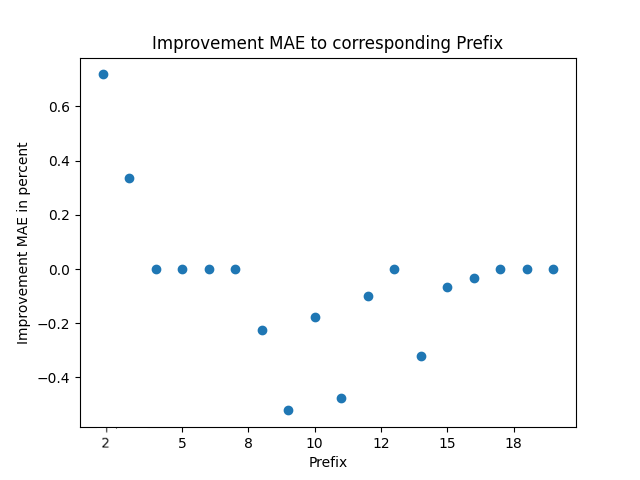 Improvement MAE to corresponding Prefix
Improvement MAE in percent
0.6
0.4
0.2
0.0
−0.2
−0.4
2 5 8 10 12 15 18
Prefix